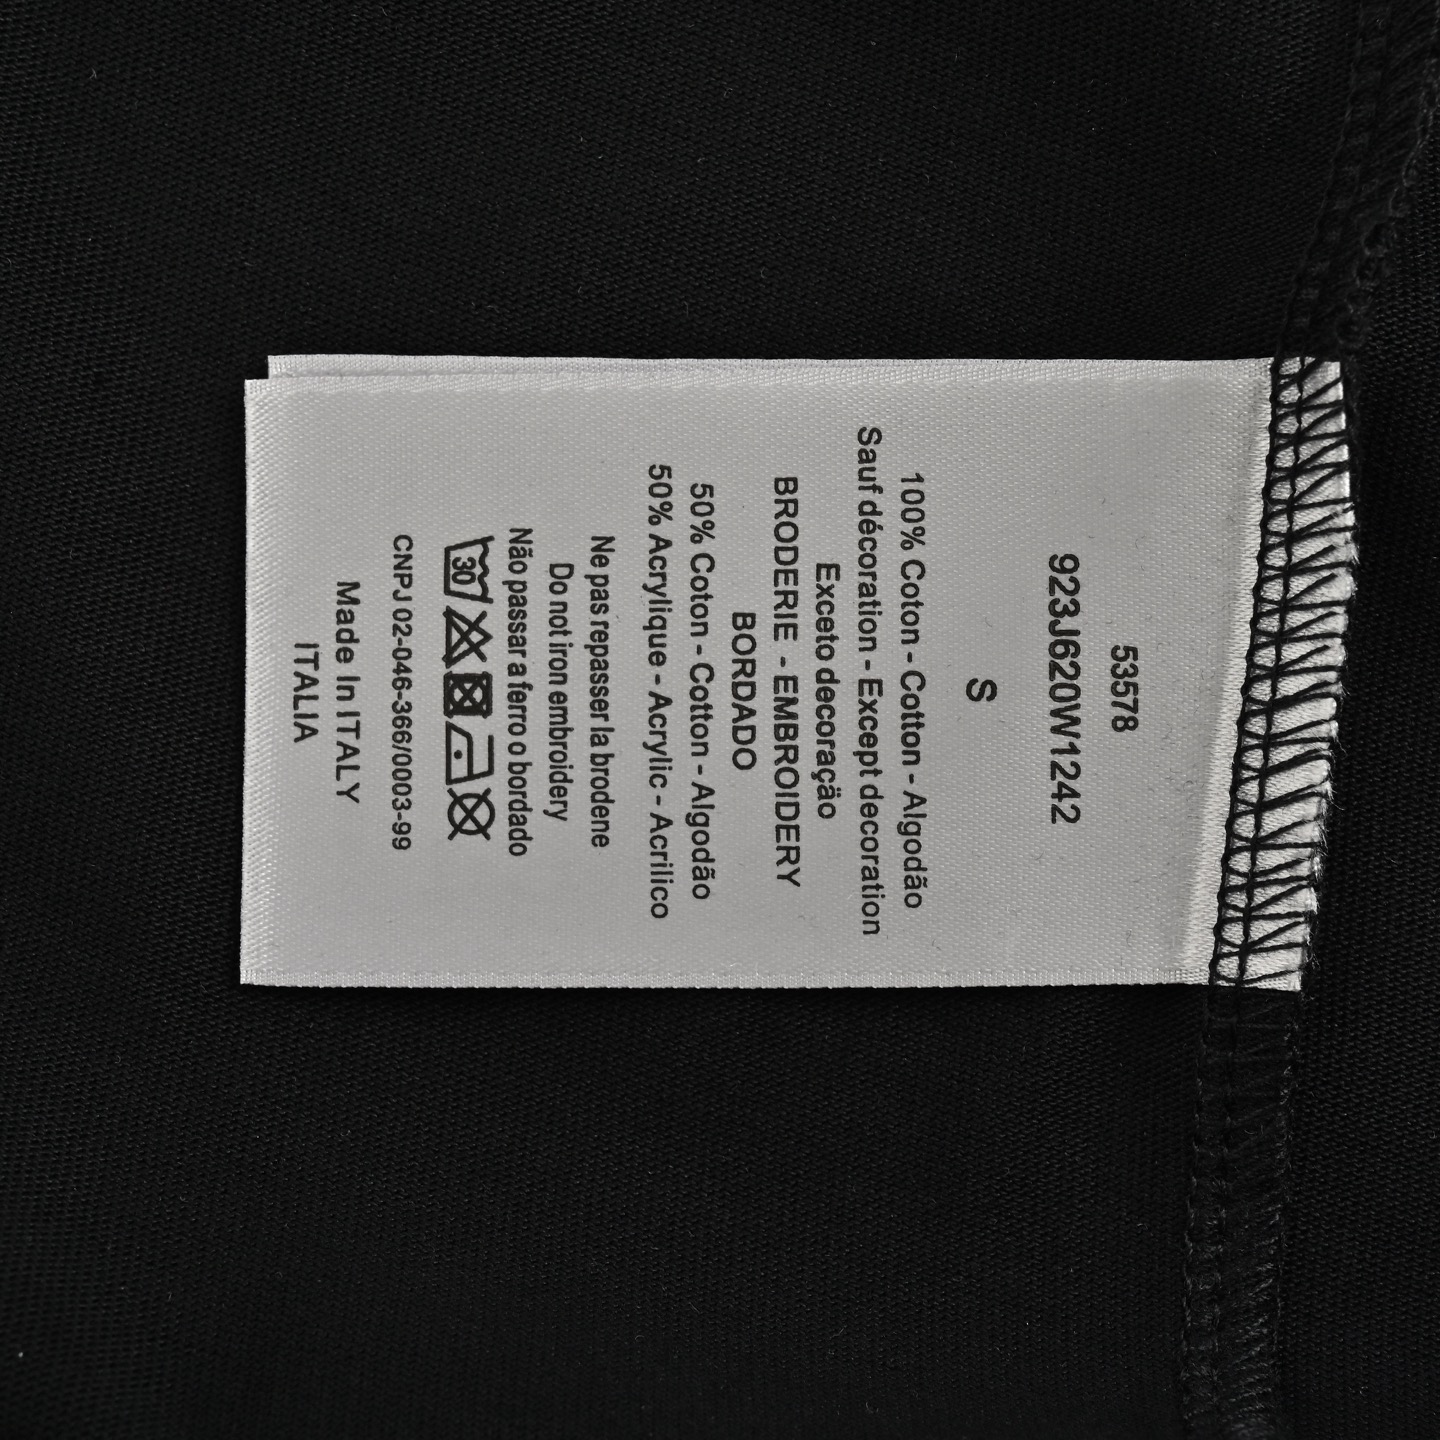 53578
923J620W1242
S
100% Coton - Cotton - Algodão
Sauf décoration - Except decoration
Exceto decoração
BRODERIE - EMBROIDERY
BORDADO
50% Coton - Cotton - Algodão
50% Acrylique - Acrylic - Acrilico
Ne pas repasser la brodene
Do not iron embroidery
Não passar a ferro o bordado
30
CNPJ 02-046-366/0003-99
Made In ITALY
ITALIA